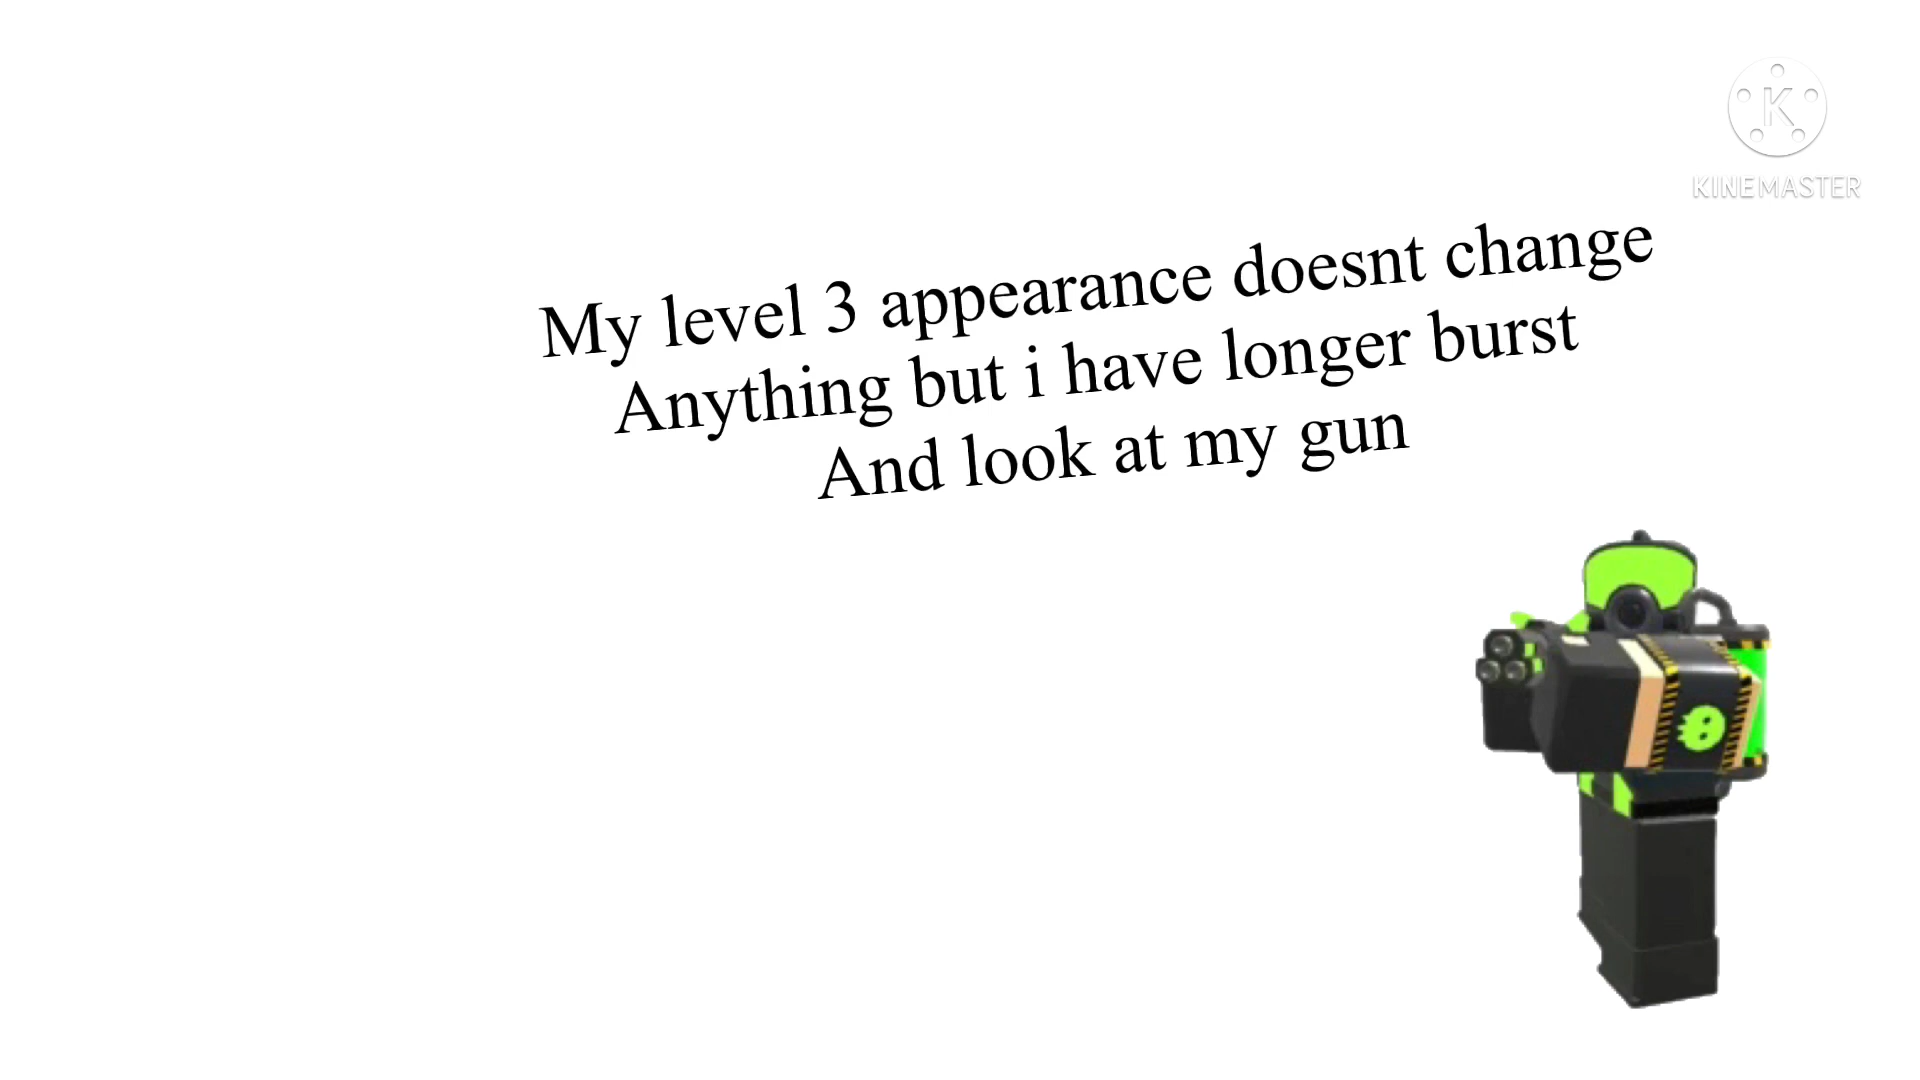 K
KINEMASTER
My level 3 appearance doesnt change
Anything but i have longer burst
And look at my gun